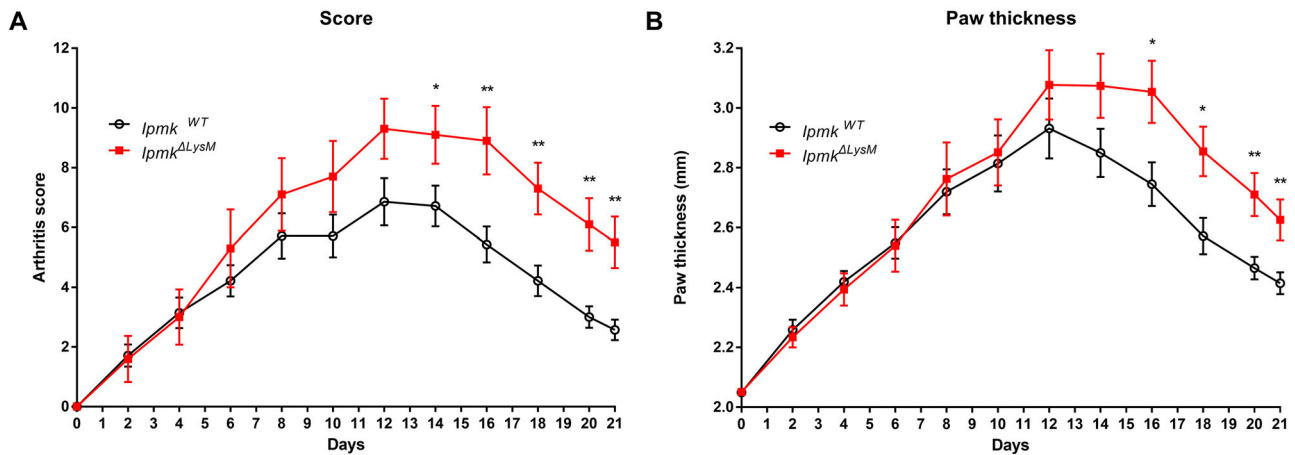 A
Score
Arthritis score
12
10
8
6
4
2
0
Ipmk WT
Ipmk ΔLysM
* ** ** ** **
0 1 2 3 4 5 6 7 8 9 10 11 12 13 14 15 16 17 18 19 20 21
Days
B
Paw thickness
Paw thickness (mm)
3.2
3.0
2.8
2.6
2.4
2.2
2.0
Ipmk WT
Ipmk ΔLysM
* * ** **
0 1 2 3 4 5 6 7 8 9 10 11 12 13 14 15 16 17 18 19 20 21
Days